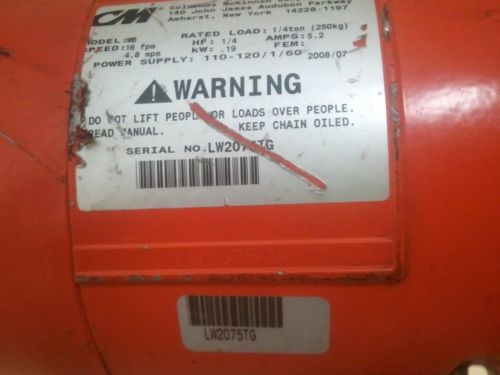 CM Columbus McKinnon
140 John James Audubon Parkway
Amherst, New York 14228-1197
MODEL: WB RATED LOAD: 1/4ton (250kg)
SPEED: 16 fpm HP: 1/4 AMPS: 5.2
4.8 mpm kW: .19 FEM:
POWER SUPPLY: 110-120/1/60 2008/07
WARNING
DO NOT LIFT PEOPLE OR LOADS OVER PEOPLE.
READ MANUAL. KEEP CHAIN OILED.
SERIAL NO. LW2075TG
LW2075TG
LW2075TG